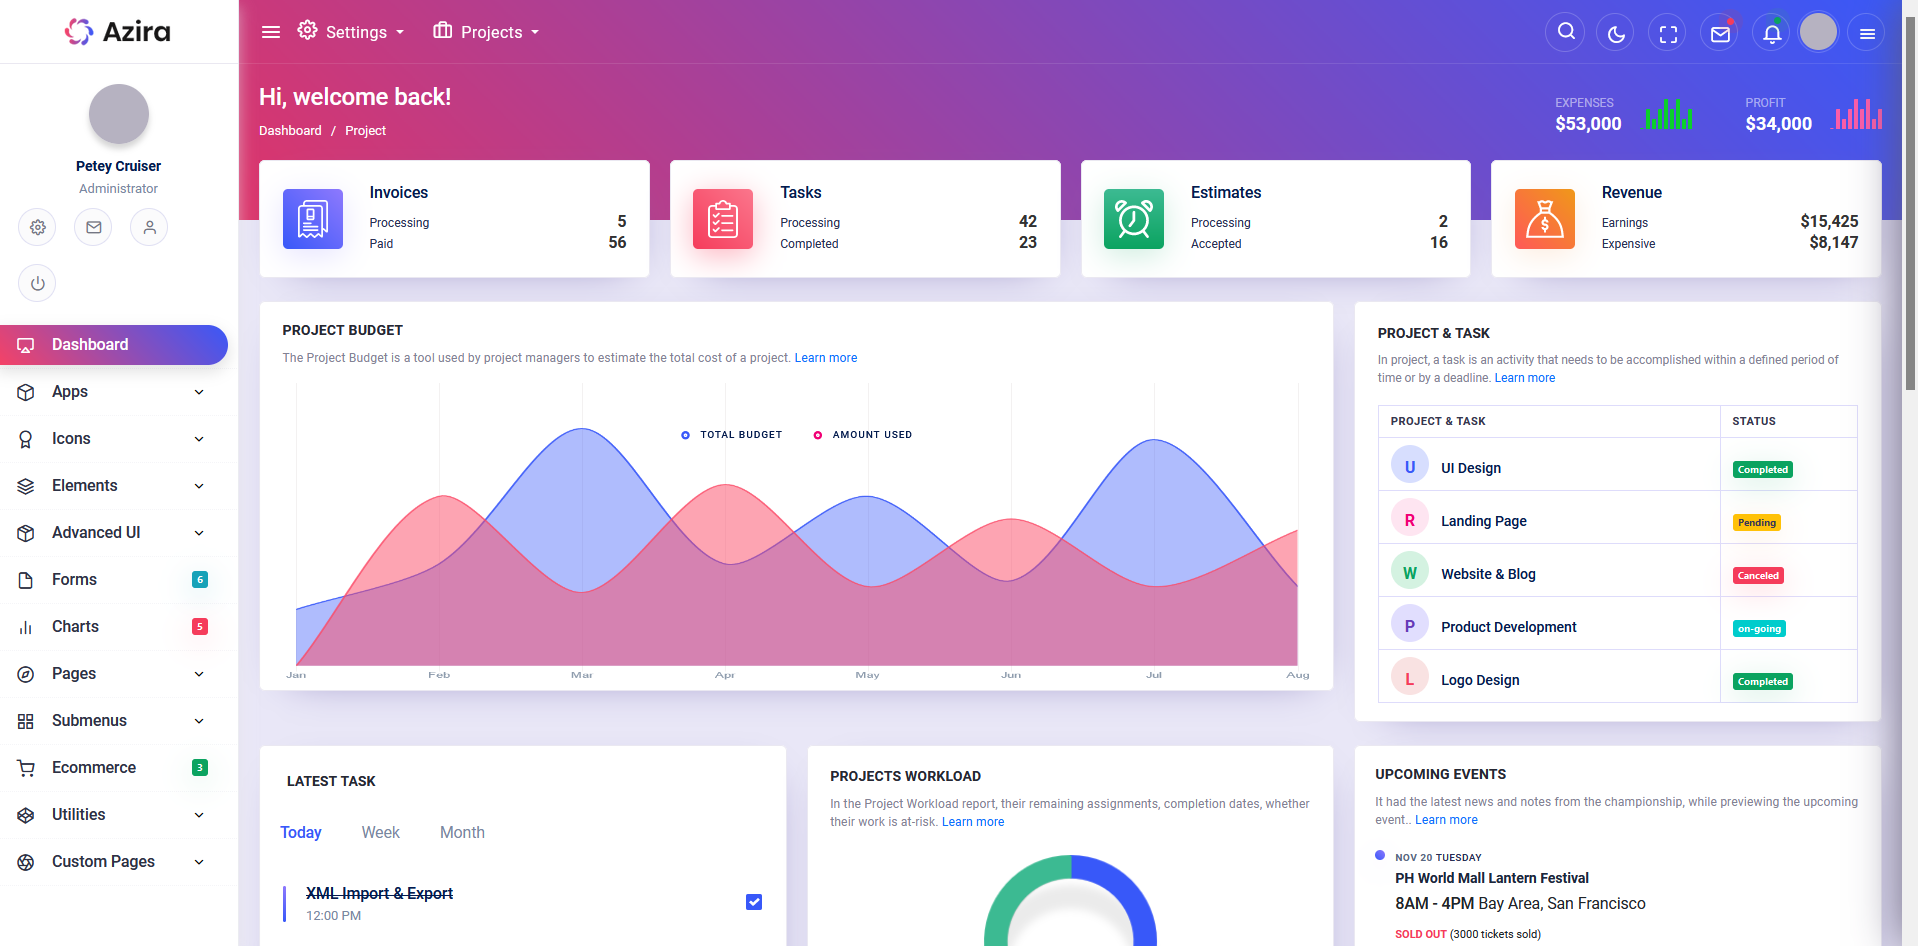 Azira
Settings
Projects
Petey Cruiser
Administrator
Dashboard
Apps
Icons
Elements
Advanced UI
Forms 6
Charts 5
Pages
Submenus
Ecommerce 3
Utilities
Custom Pages
Hi, welcome back!
Dashboard / Project
EXPENSES
$53,000
PROFIT
$34,000
Invoices
Processing 5
Paid 56
Tasks
Processing 42
Completed 23
Estimates
Processing 2
Accepted 16
Revenue
Earnings $15,425
Expensive $8,147
PROJECT BUDGET
The Project Budget is a tool used by project managers to estimate the total cost of a project. Learn more
TOTAL BUDGET AMOUNT USED
Jan Feb Mar Apr May Jun Jul Aug
PROJECT & TASK
In project, a task is an activity that needs to be accomplished within a defined period of
time or by a deadline. Learn more
PROJECT & TASK STATUS
U UI Design Completed
R Landing Page Pending
W Website & Blog Canceled
P Product Development on-going
L Logo Design Completed
LATEST TASK
Today Week Month
XML Import & Export
12:00 PM
PROJECTS WORKLOAD
In the Project Workload report, their remaining assignments, completion dates, whether
their work is at-risk. Learn more
UPCOMING EVENTS
It had the latest news and notes from the championship, while previewing the upcoming
event.. Learn more
NOV 20 TUESDAY
PH World Mall Lantern Festival
8AM - 4PM Bay Area, San Francisco
SOLD OUT (3000 tickets sold)